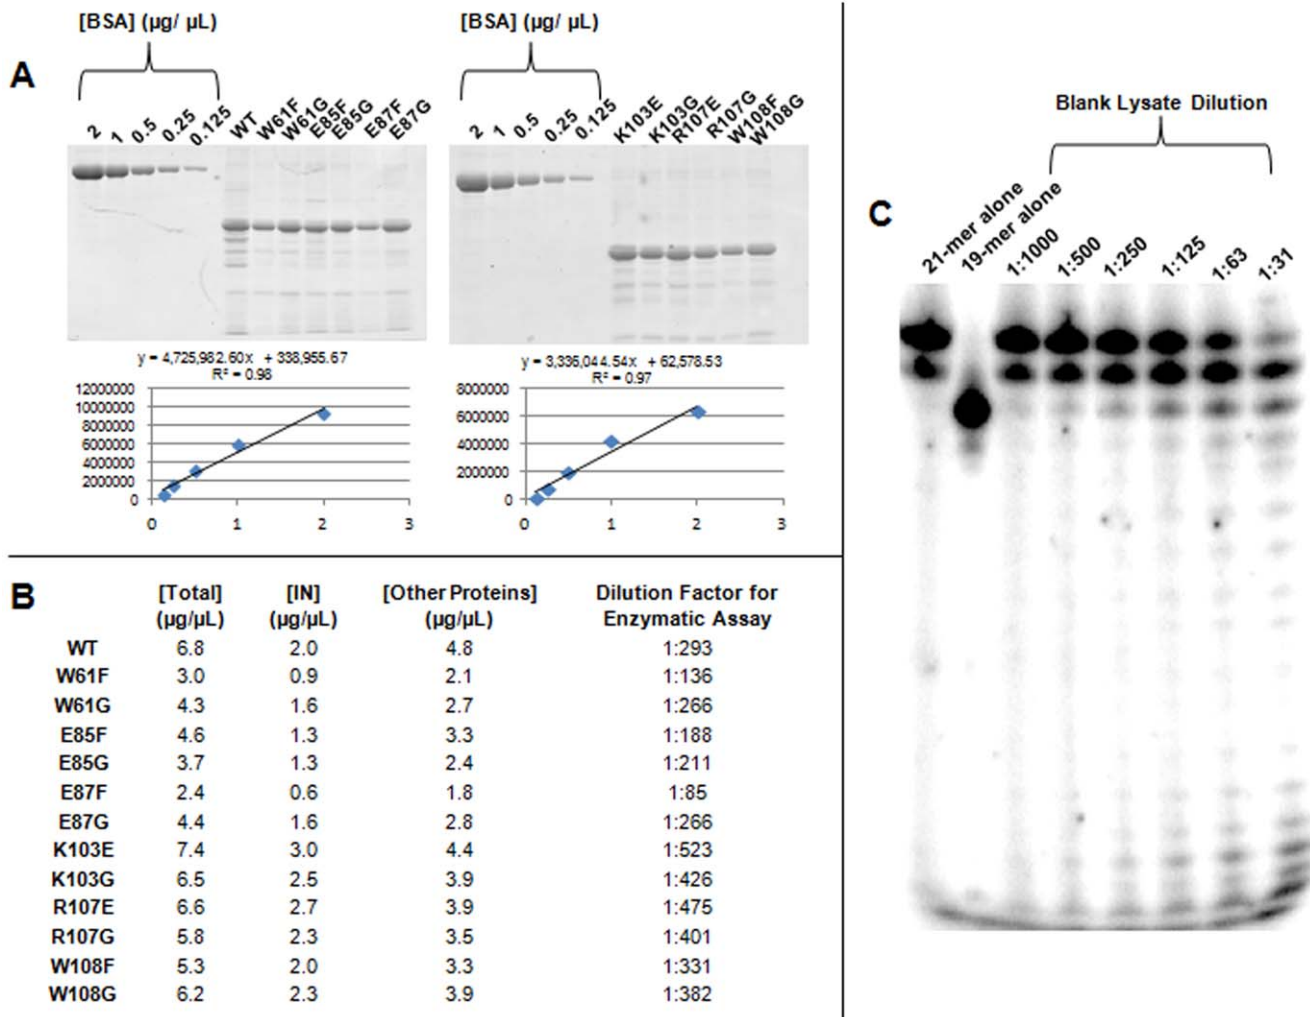 [BSA] (µg/ µL)
[BSA] (µg/ µL)
A
2 1 0.5 0.25 0.125 WT W61F W61G E85F E85G E87F E87G
2 1 0.5 0.25 0.125 K103E K103G R107E R107G W108F W108G
y = 4,725,982.60x + 338,955.67
R² = 0.98
12000000
10000000
8000000
6000000
4000000
2000000
0
0 1 2 3
y = 3,336,044.54x + 62,578.53
R² = 0.97
8000000
6000000
4000000
2000000
0
0 1 2 3
B
[Total] [IN] [Other Proteins] Dilution Factor for
(µg/µL) (µg/µL) (µg/µL) Enzymatic Assay
WT 6.8 2.0 4.8 1:293
W61F 3.0 0.9 2.1 1:136
W61G 4.3 1.6 2.7 1:266
E85F 4.6 1.3 3.3 1:188
E85G 3.7 1.3 2.4 1:211
E87F 2.4 0.6 1.8 1:85
E87G 4.4 1.6 2.8 1:266
K103E 7.4 3.0 4.4 1:523
K103G 6.5 2.5 3.9 1:426
R107E 6.6 2.7 3.9 1:475
R107G 5.8 2.3 3.5 1:401
W108F 5.3 2.0 3.3 1:331
W108G 6.2 2.3 3.9 1:382
Blank Lysate Dilution
C
21-mer alone 19-mer alone 1:1000 1:500 1:250 1:125 1:63 1:31